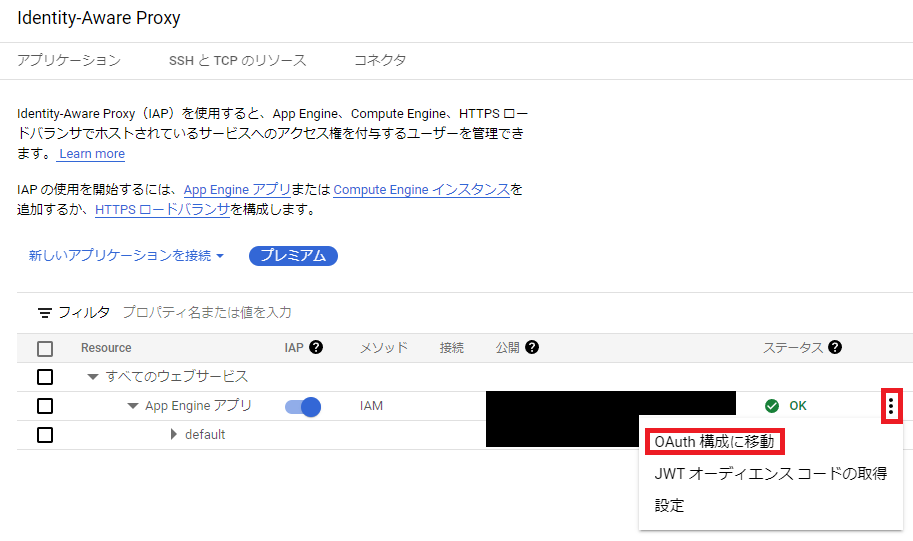 Identity-Aware Proxy
アプリケーション SSH と TCP のリソース コネクタ
Identity-Aware Proxy（IAP）を使用すると、App Engine、Compute Engine、HTTPS ロー
ドバランサでホストされているサービスへのアクセス権を付与するユーザーを管理でき
ます。 Learn more
IAP の使用を開始するには、App Engine アプリまたは Compute Engine インスタンスを
追加するか、HTTPS ロードバランサを構成します。
新しいアプリケーションを接続 プレミアム
フィルタ プロパティ名または値を入力
Resource IAP メソッド 接続 公開 ステータス
すべてのウェブサービス
App Engine アプリ IAM OK
default
OAuth 構成に移動
JWT オーディエンス コードの取得
設定